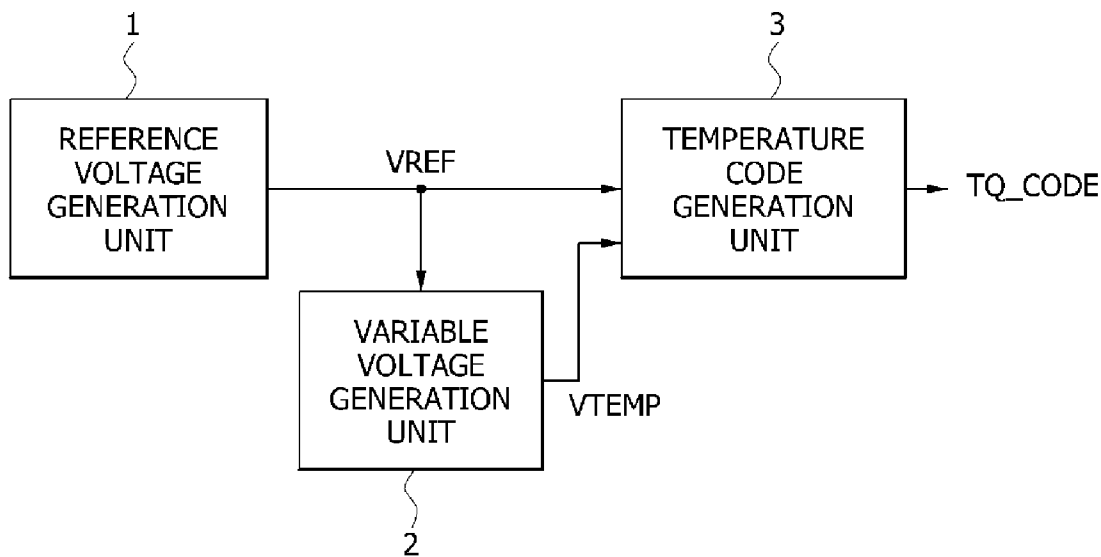 1
3
REFERENCE
VOLTAGE
GENERATION
UNIT
VREF
TEMPERATURE
CODE
GENERATION
UNIT
TQ_CODE
VARIABLE
VOLTAGE
GENERATION
UNIT
VTEMP
2